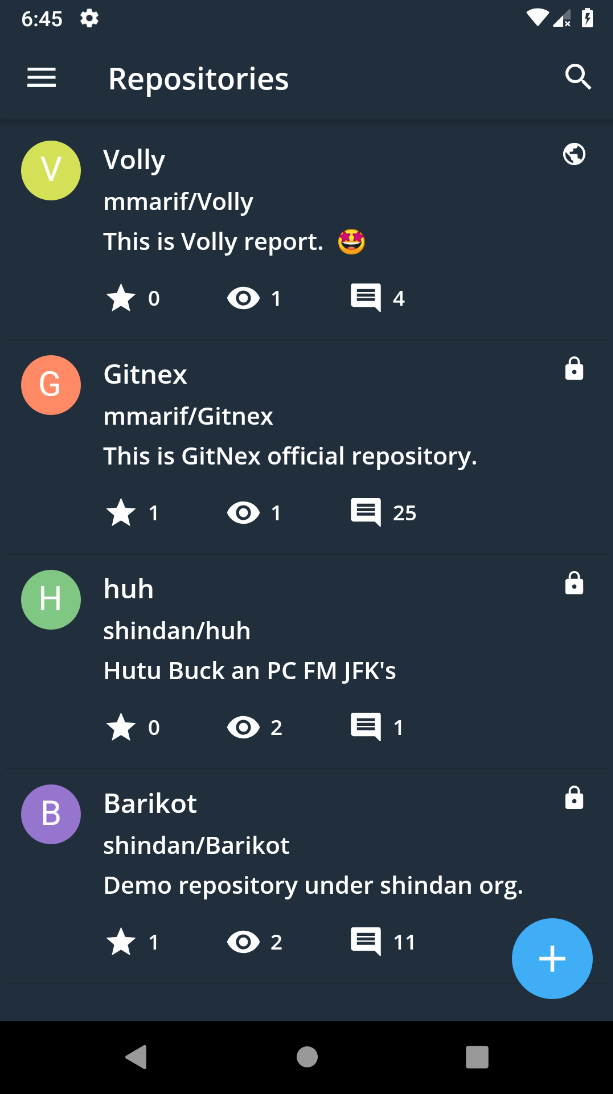 6:45
Repositories
V
Volly
mmarif/Volly
This is Volly report. 🤩
0 1 4
G
Gitnex
mmarif/Gitnex
This is GitNex official repository.
1 1 25
H
huh
shindan/huh
Hutu Buck an PC FM JFK's
0 2 1
B
Barikot
shindan/Barikot
Demo repository under shindan org.
1 2 11